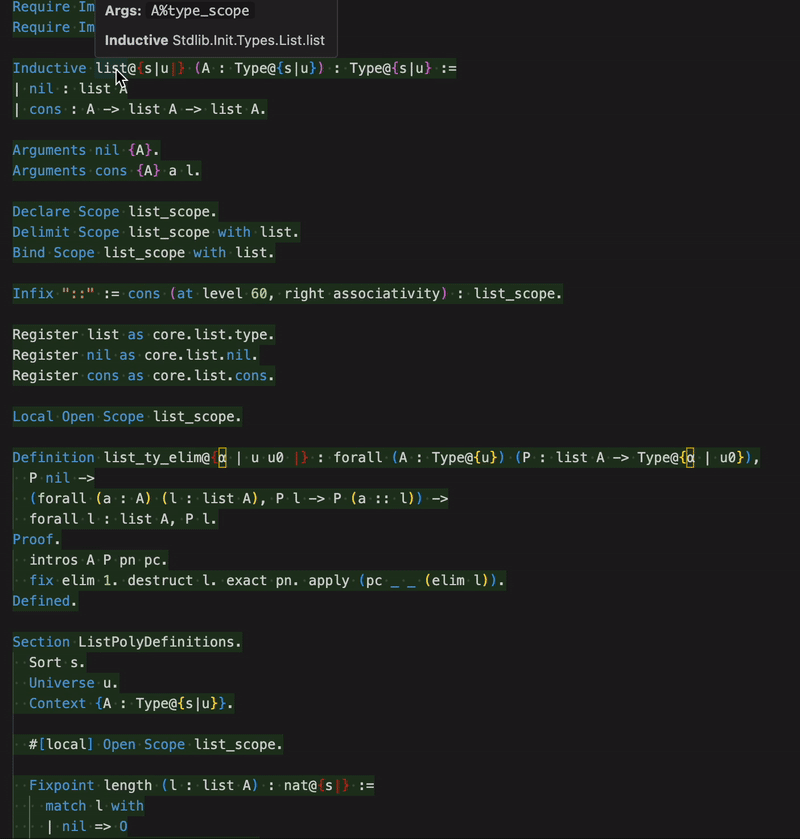 Require Im
Args: A%type_scope
Require Im
Inductive Stdlib.Init.Types.List.list
Inductive list@{s|u|} (A : Type@{s|u}) : Type@{s|u} :=
| nil : list A
| cons : A -> list A -> list A.
Arguments nil {A}.
Arguments cons {A} a l.
Declare Scope list_scope.
Delimit Scope list_scope with list.
Bind Scope list_scope with list.
Infix "::" := cons (at level 60, right associativity) : list_scope.
Register list as core.list.type.
Register nil as core.list.nil.
Register cons as core.list.cons.
Local Open Scope list_scope.
Definition list_ty_elim@{α | u u0 |} : forall (A : Type@{u}) (P : list A -> Type@{α | u0}),
P nil ->
(forall (a : A) (l : list A), P l -> P (a :: l)) ->
forall l : list A, P l.
Proof.
intros A P pn pc.
fix elim 1. destruct l. exact pn. apply (pc _ _ (elim l)).
Defined.
Section ListPolyDefinitions.
Sort s.
Universe u.
Context {A : Type@{s|u}}.
#[local] Open Scope list_scope.
Fixpoint length (l : list A) : nat@{s|} :=
match l with
| nil => O